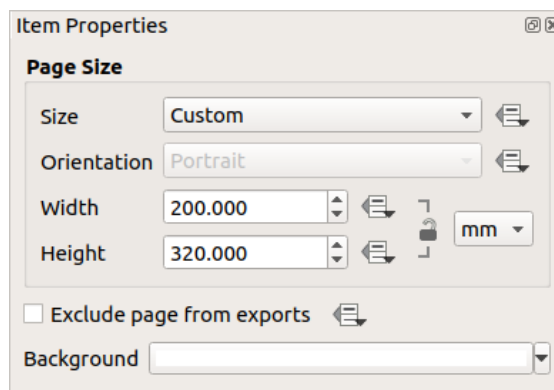 Item Properties
Page Size
Size Custom
Orientation Portrait
Width 200.000
mm
Height 320.000
Exclude page from exports
Background